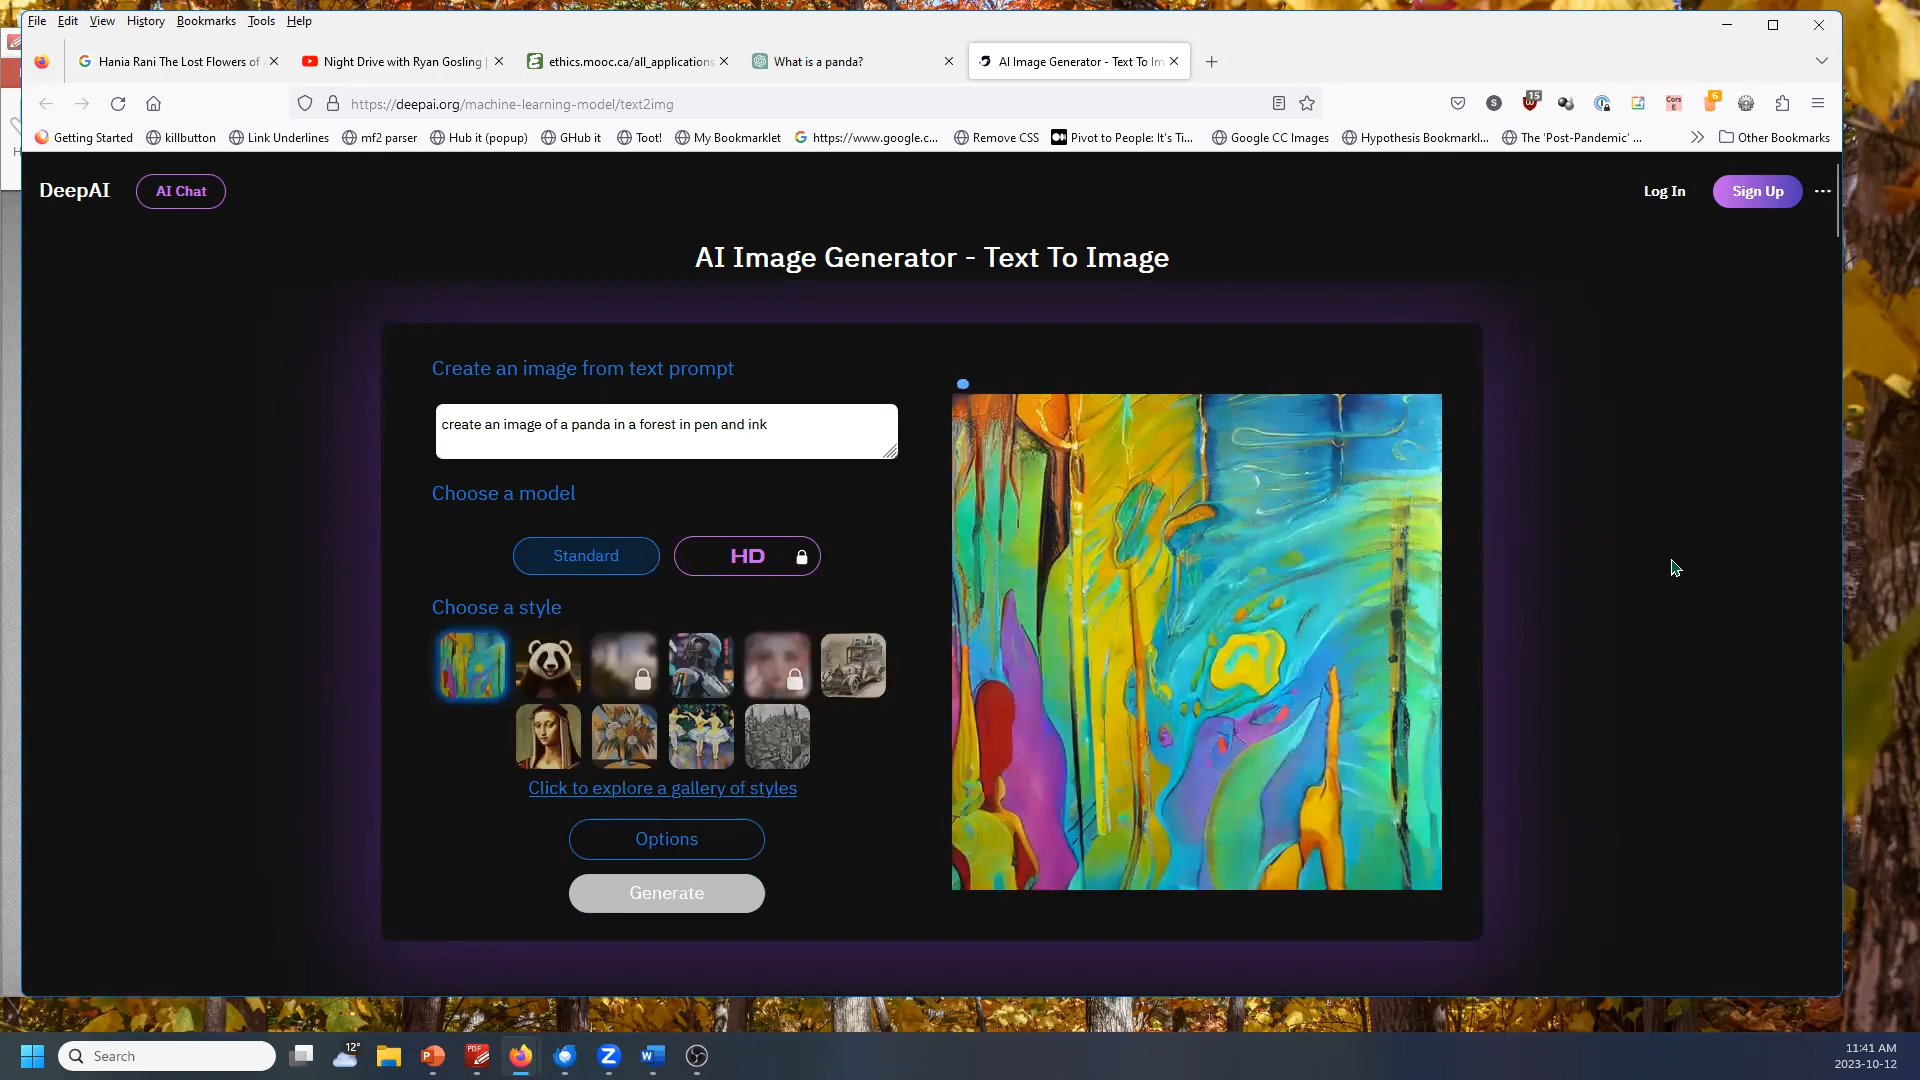 File Edit View History Bookmarks Tools Help
Hania Rani The Lost Flowers of
Night Drive with Ryan Gosling |
ethics.mooc.ca/all_applications
What is a panda?
AI Image Generator - Text To Im
https://deepai.org/machine-learning-model/text2img
S
15
Cors
E
6
Getting Started killbutton Link Underlines mf2 parser Hub it (popup) GHub it Toot! My Bookmarklet https://www.google.c... Remove CSS Pivot to People: It's Ti... Google CC Images Hypothesis Bookmarkl... The 'Post-Pandemic' ... Other Bookmarks
DeepAI
AI Chat
Log In
Sign Up
AI Image Generator - Text To Image
Create an image from text prompt
create an image of a panda in a forest in pen and ink
Choose a model
Standard
HD
Choose a style
Click to explore a gallery of styles
Options
Generate
Search
12°
P
PDF
Z
W
11:41 AM
2023-10-12